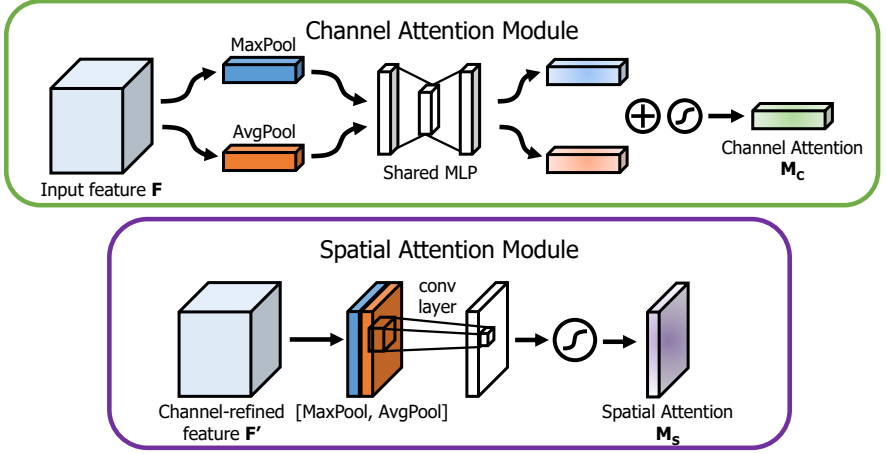 Channel Attention Module
MaxPool
AvgPool
Input feature F
Shared MLP
Channel Attention
Mc
Spatial Attention Module
conv
layer
Channel-refined
feature F'
[MaxPool, AvgPool]
Spatial Attention
Ms